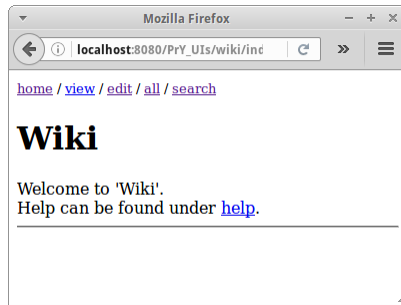 Mozilla Firefox
localhost:8080/PrY_UIs/wiki/ind
home / view / edit / all / search
Wiki
Welcome to 'Wiki'.
Help can be found under help.